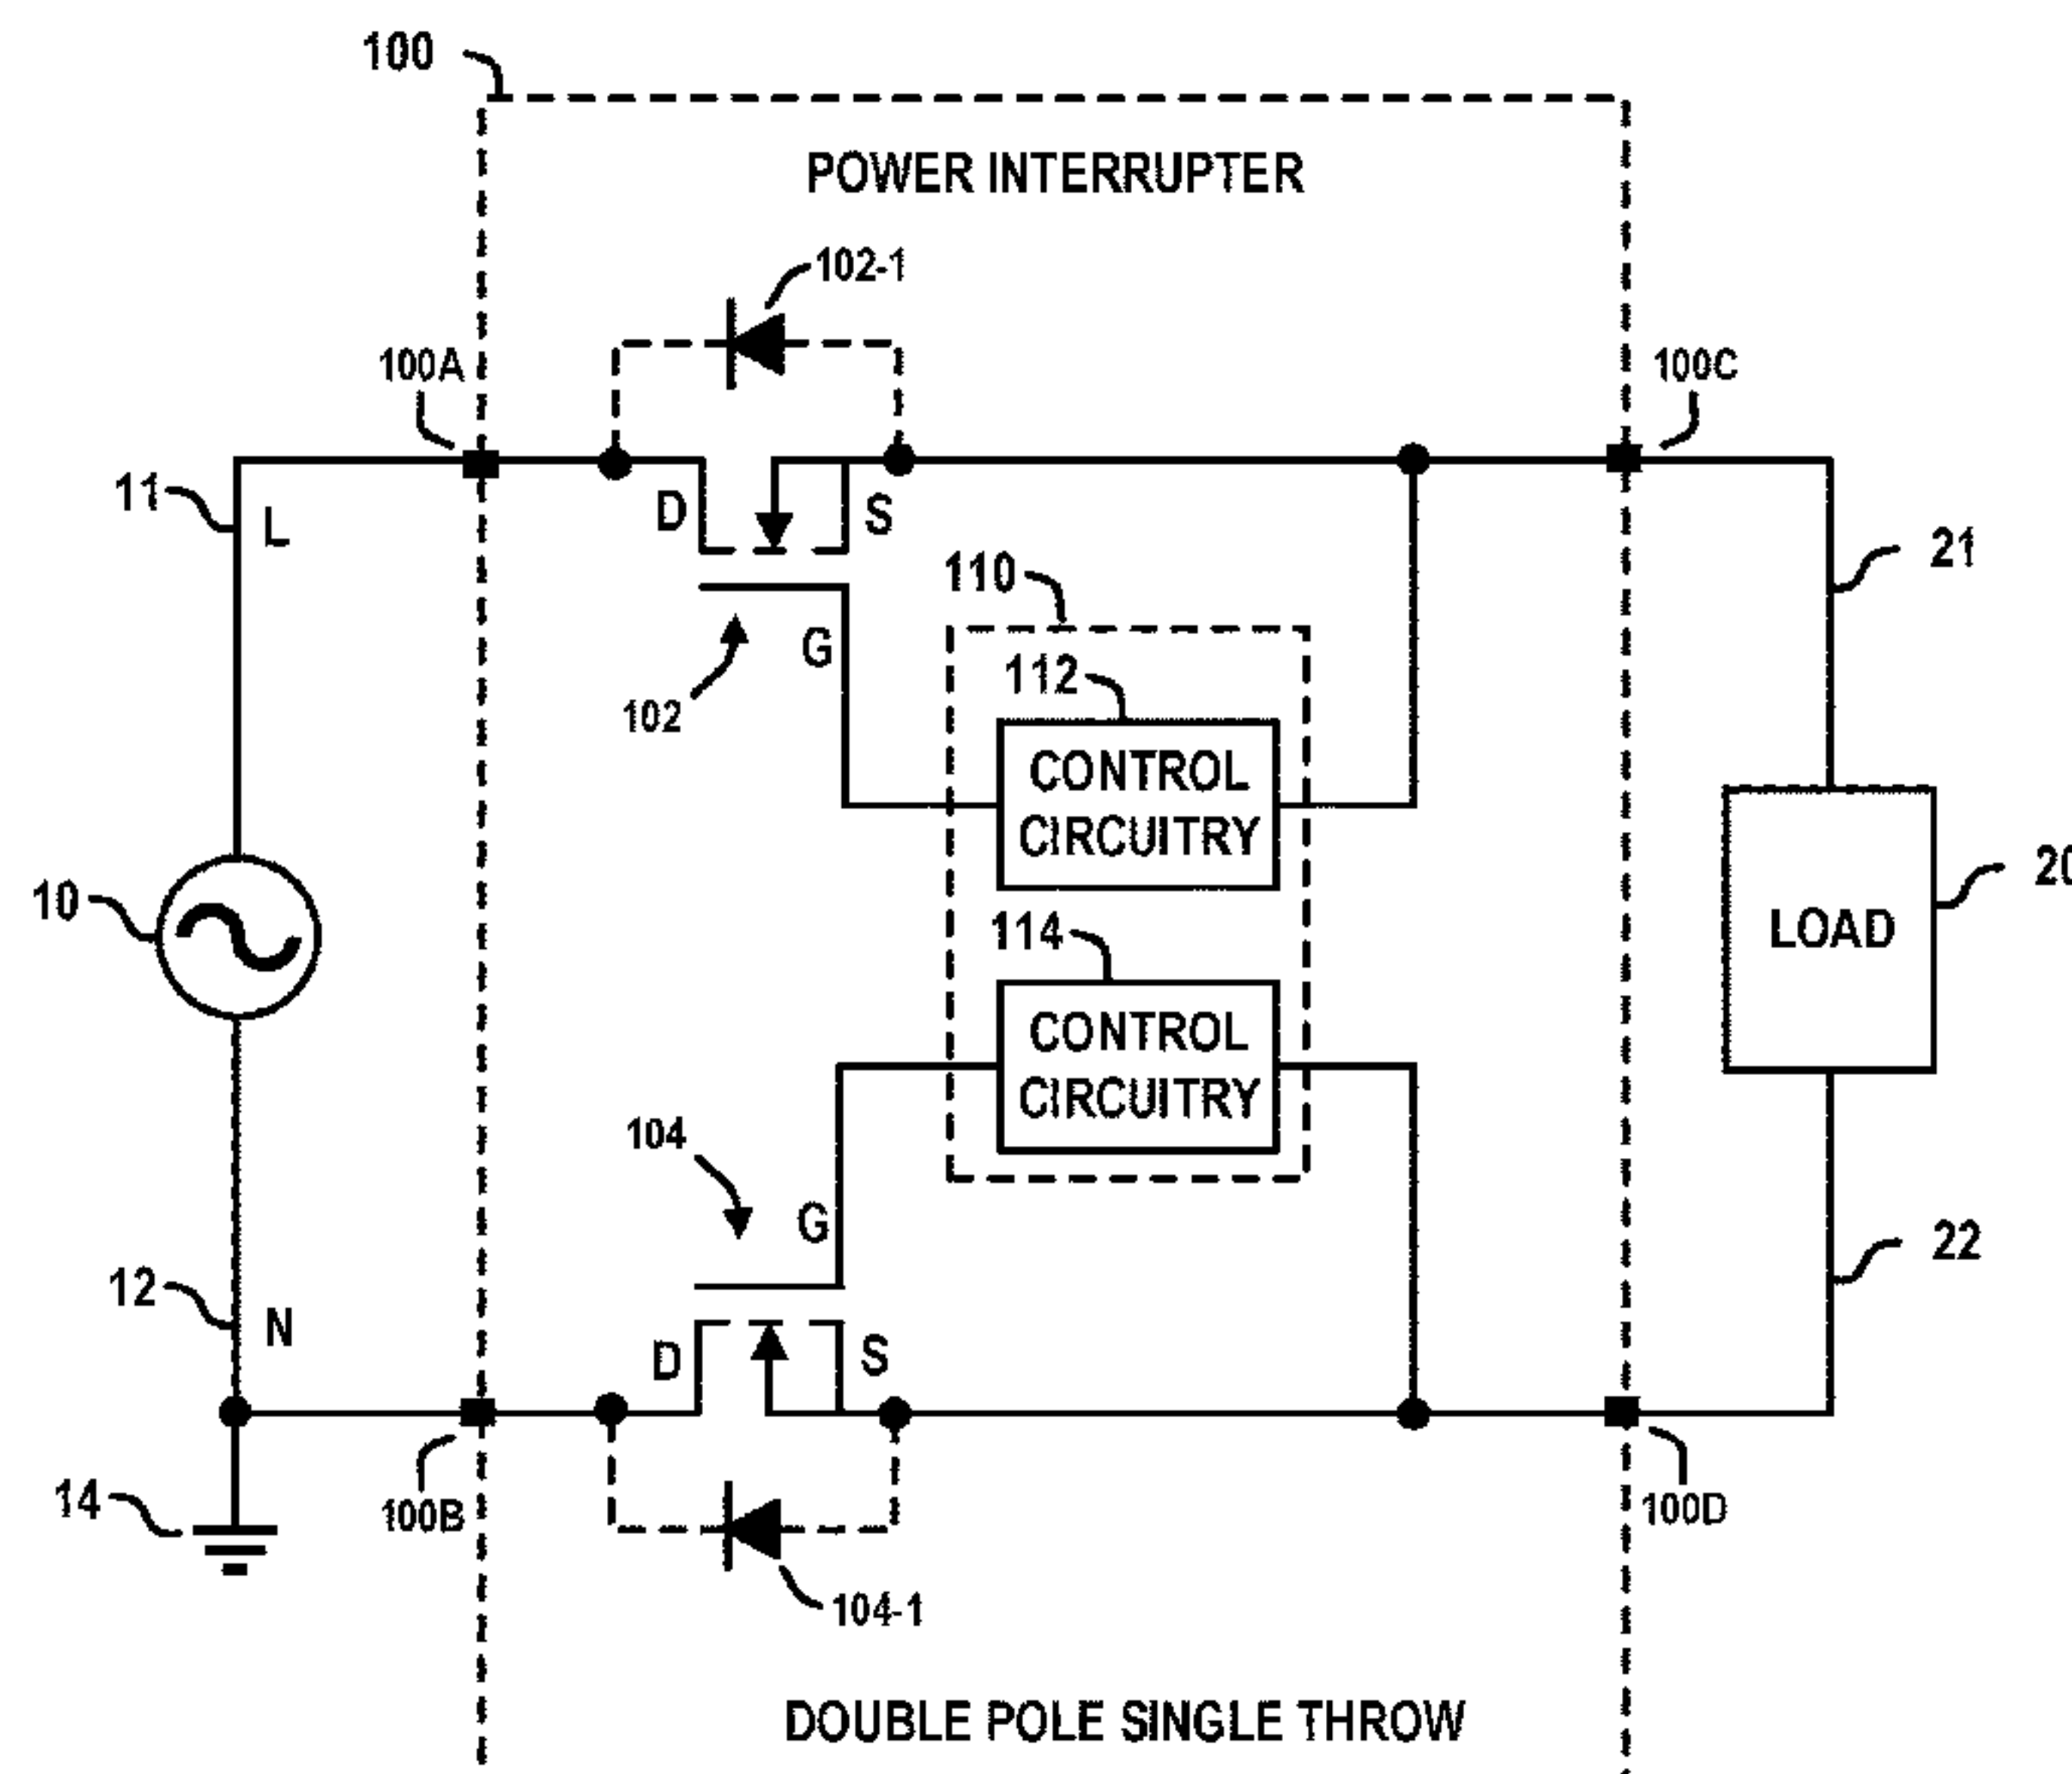 100
POWER INTERRUPTER
102-1
100A
100C
11
L
D
S
21
110
G
112
102
CONTROL
CIRCUITRY
10
20
114
LOAD
CONTROL
CIRCUITRY
104
G
22
12
N
D
S
14
100B
100D
104-1
DOUBLE POLE SINGLE THROW